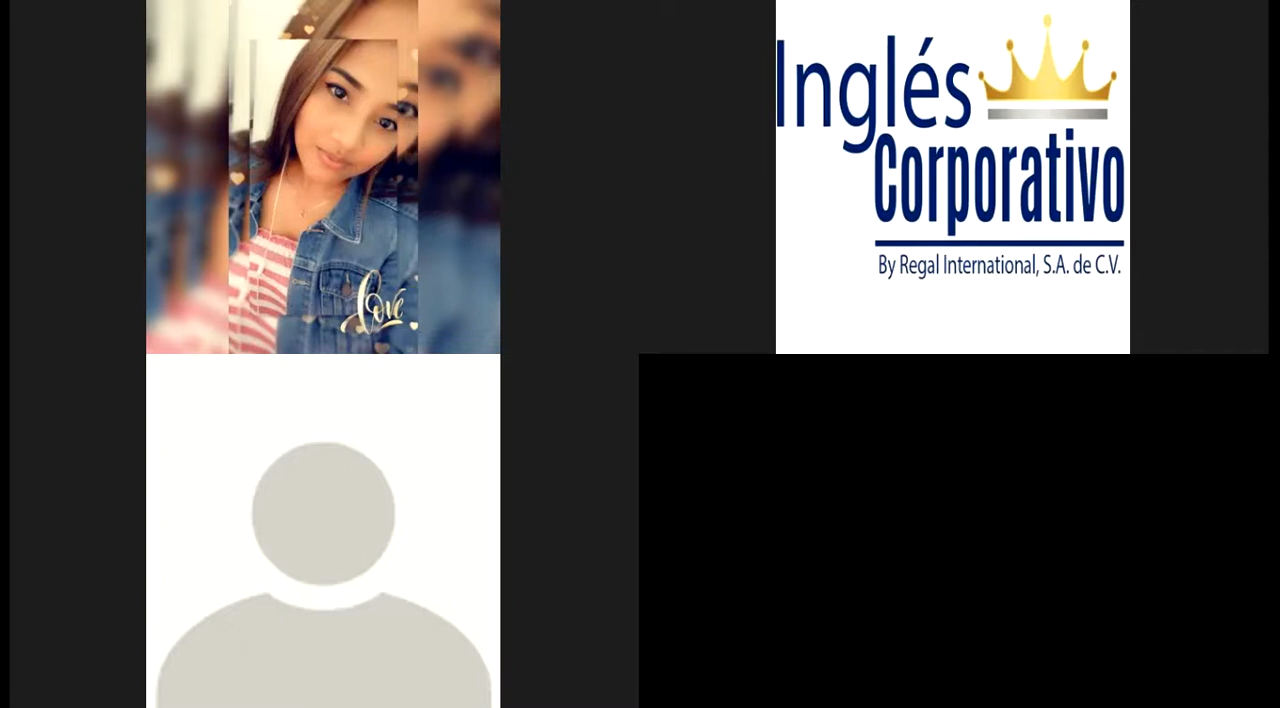 Love
Inglés
Corporativo
By Regal International, S.A. de C.V.